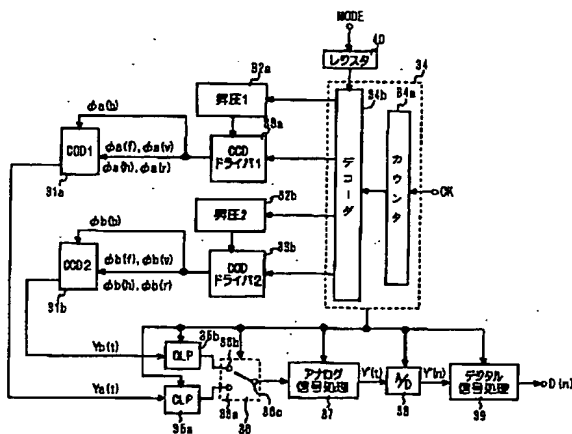 MODE
40
レジスタ
34
34b
34a
32a
昇圧1
33a
φa(b)
CCD1
φa(f), φa(v)
φa(h), φa(r)
CCD
ドライバ1
31a
デコーダ
カウンタ
CK
32b
昇圧2
33b
φb(b)
CCD2
φb(f), φb(v)
φb(h), φb(r)
CCD
ドライバ2
31b
35b
36b
Yb(t)
CLP
Ya(t)
CLP
35a
36a
36c
36
アナログ
信号処理
37
Y'(t)
A/D
38
Y'(n)
デジタル
信号処理
39
D(n)